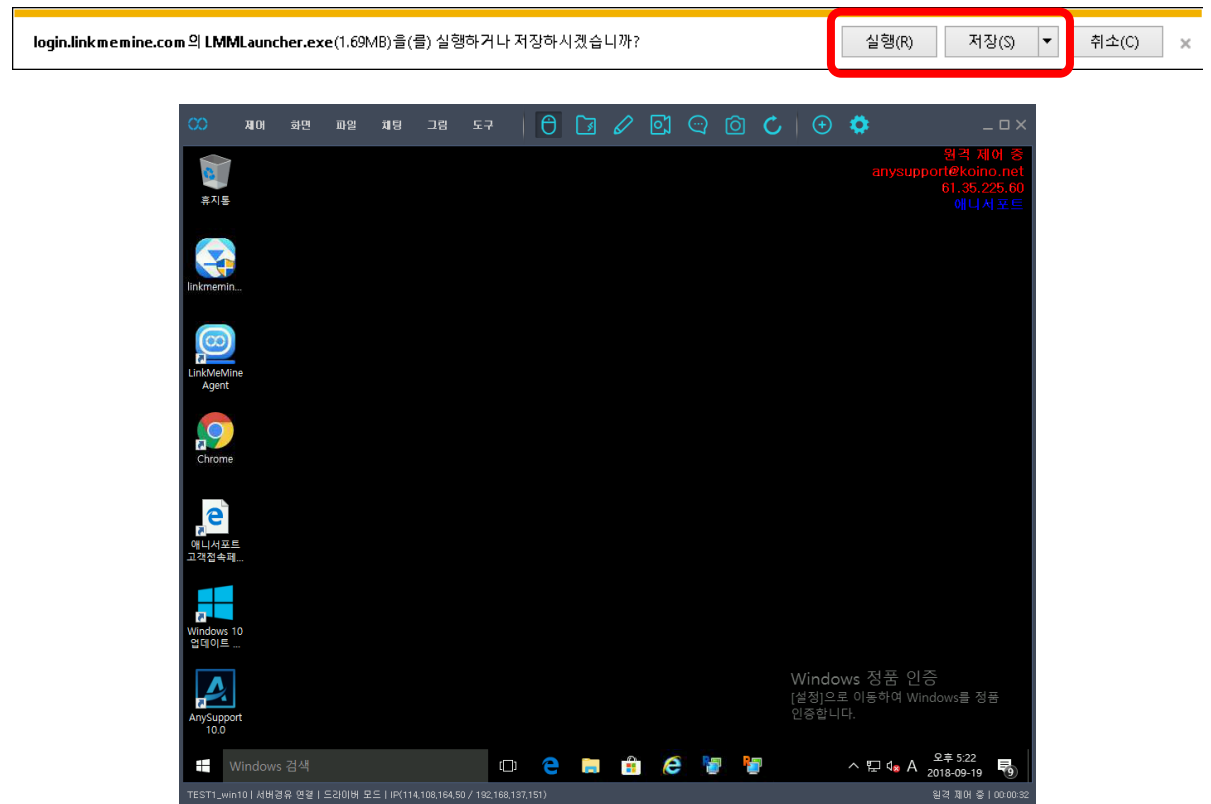 login.linkmemine.com 의 LMMLauncher.exe(1.69MB)을(를) 실행하거나 저장하시겠습니까?
실행(R) 저장(S) 취소(C)
제어 화면 파일 채팅 그림 도구
원격 제어 중
anysupport@koino.net
61.35.225.60
애니서포트
휴지통
linkmemin...
LinkMeMine
Agent
Chrome
애니서포트
고객접속페...
Windows 10
업데이트 ...
AnySupport
10.0
Windows 정품 인증
[설정]으로 이동하여 Windows를 정품
인증합니다.
Windows 검색
A
오후 5:22
2018-09-19
9
TEST1_win10 | 서버경유 연결 | 드라이버 모드 | IP(114,108,164,50 / 192,168,137,151)
원격 제어 중 | 00:00:32